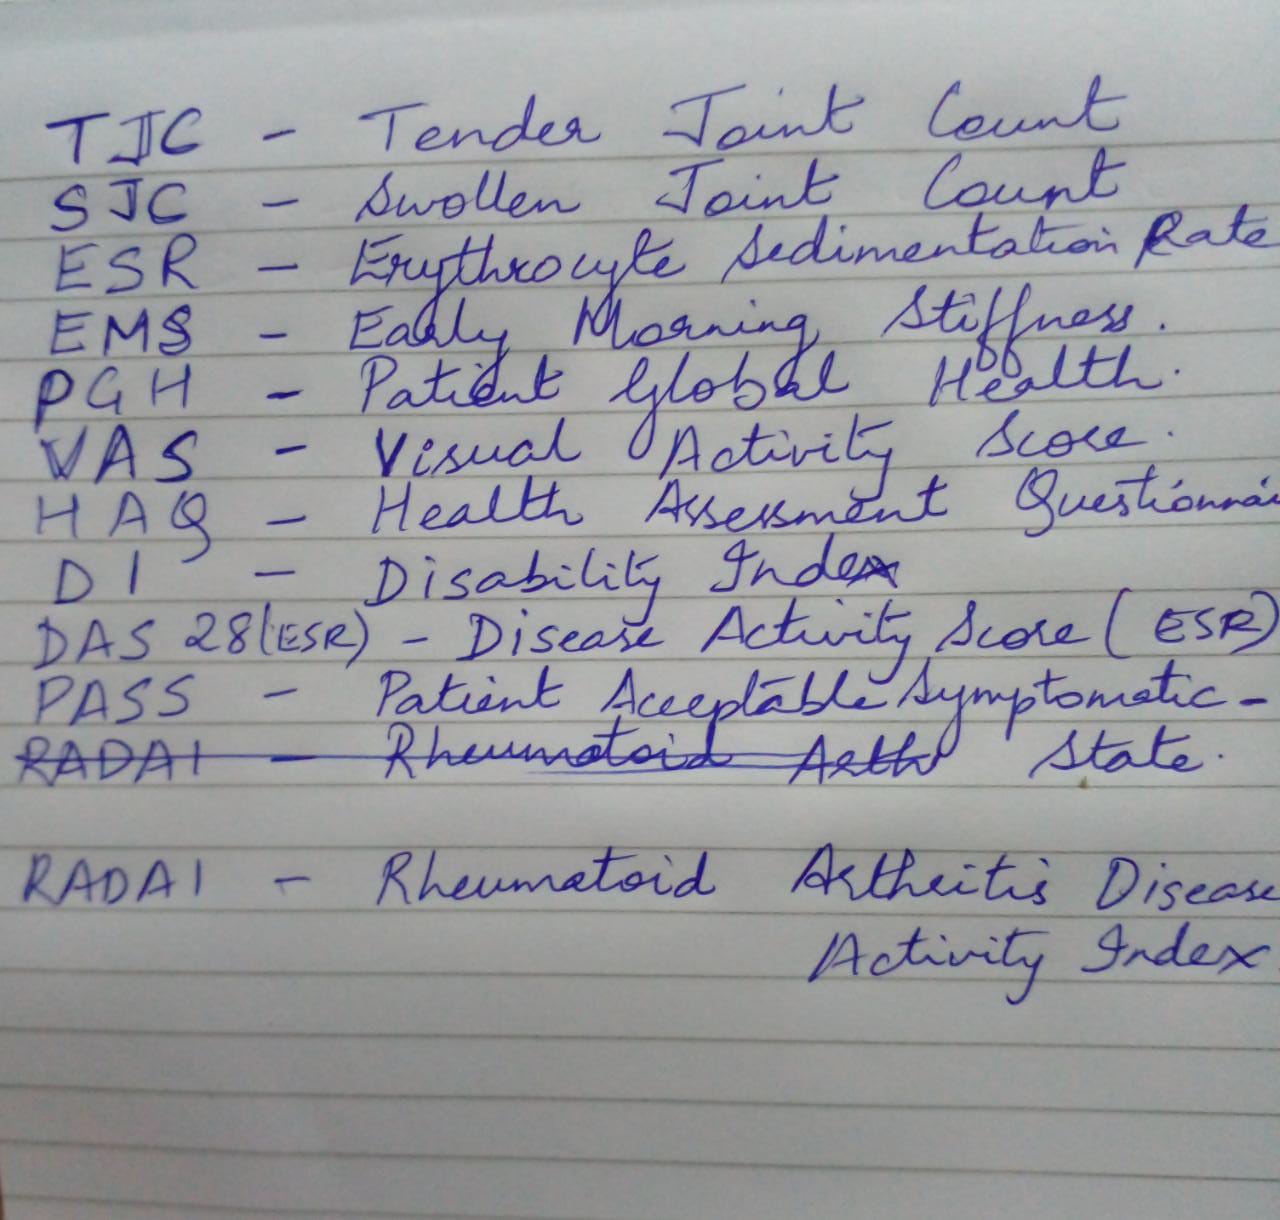 TJC - Tender Joint Count
SJC - Swollen Joint Count
ESR - Erythrocyte Sedimentation Rate
EMS - Early Morning Stiffness.
PGH - Patient Global Health.
VAS - Visual Activity Score.
HAQ - Health Assessment Questionnai
DI - Disability Index
DAS 28(ESR) - Disease Activity Score (ESR)
PASS - Patient Acceptable Symptomatic -
RADAI - Rheumatoid Arth State.
RADAI - Rheumatoid Arthritis Disease
Activity Index